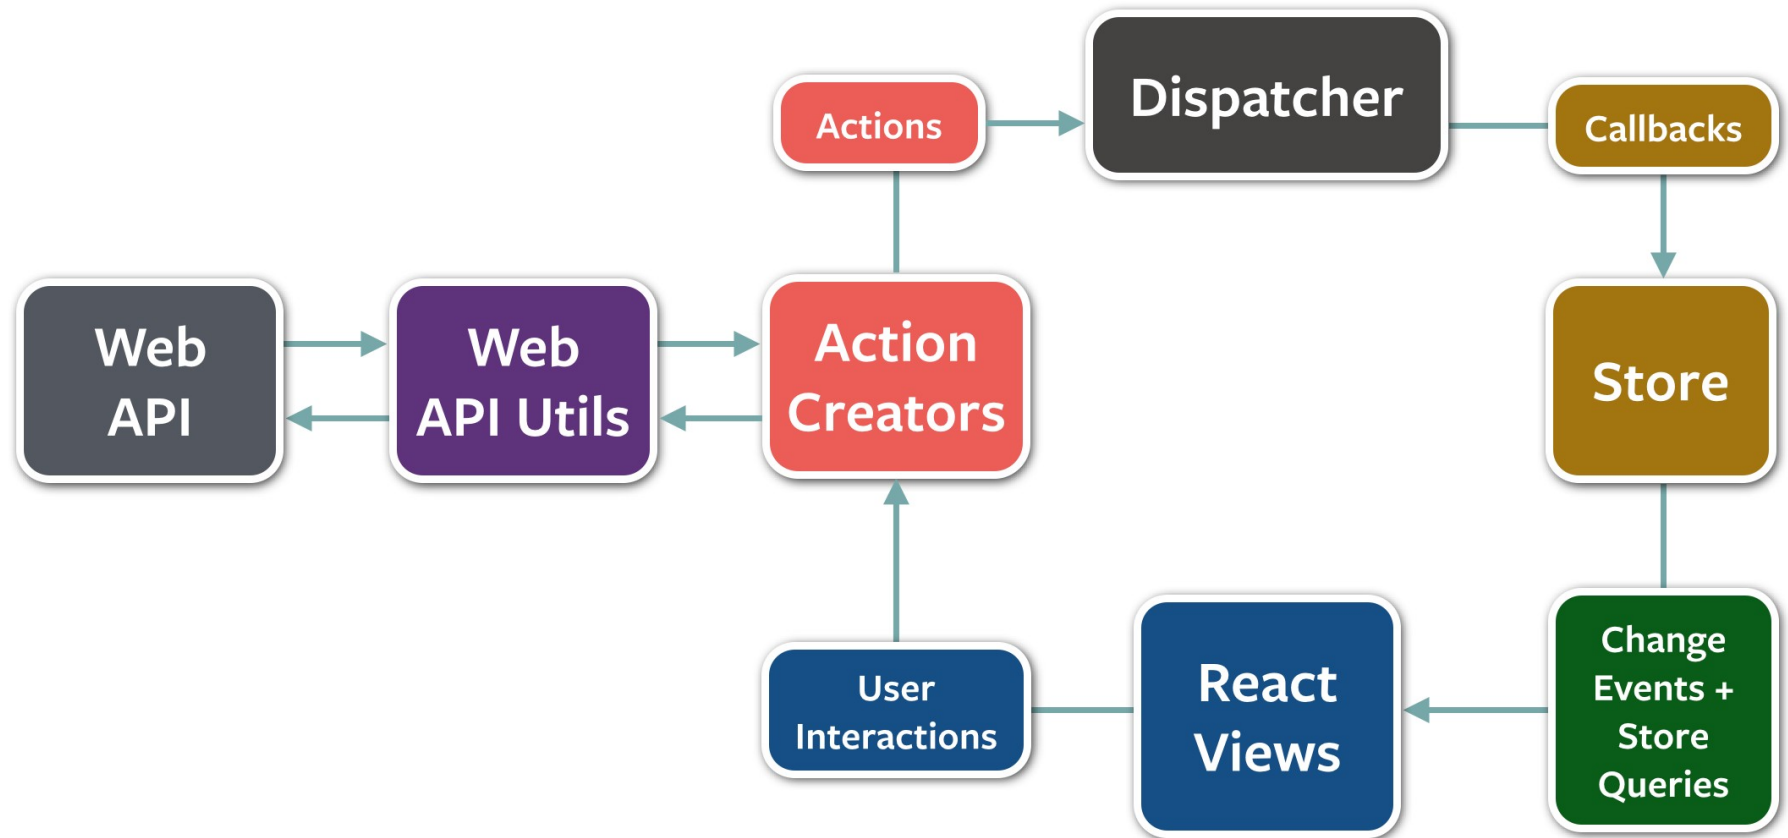 Dispatcher
Actions
Callbacks
Web
API
Web
API Utils
Action
Creators
Store
User
Interactions
React
Views
Change
Events +
Store
Queries